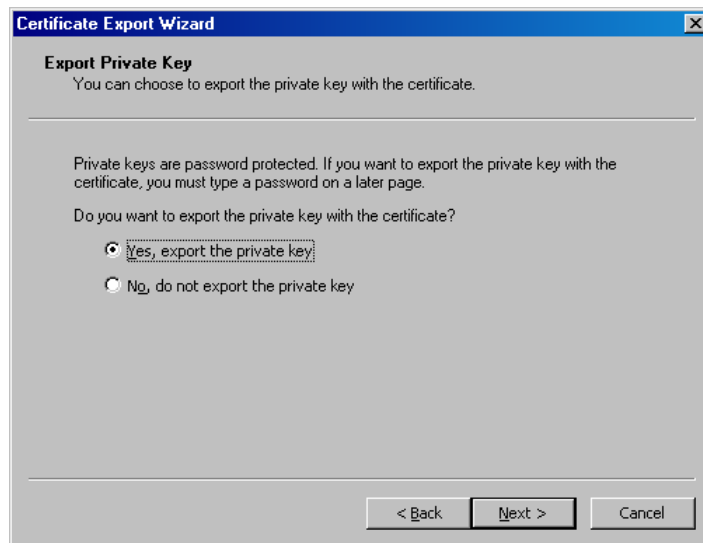 Certificate Export Wizard
Export Private Key
You can choose to export the private key with the certificate.
Private keys are password protected. If you want to export the private key with the
certificate, you must type a password on a later page.
Do you want to export the private key with the certificate?
Yes, export the private key
No, do not export the private key
< Back Next > Cancel